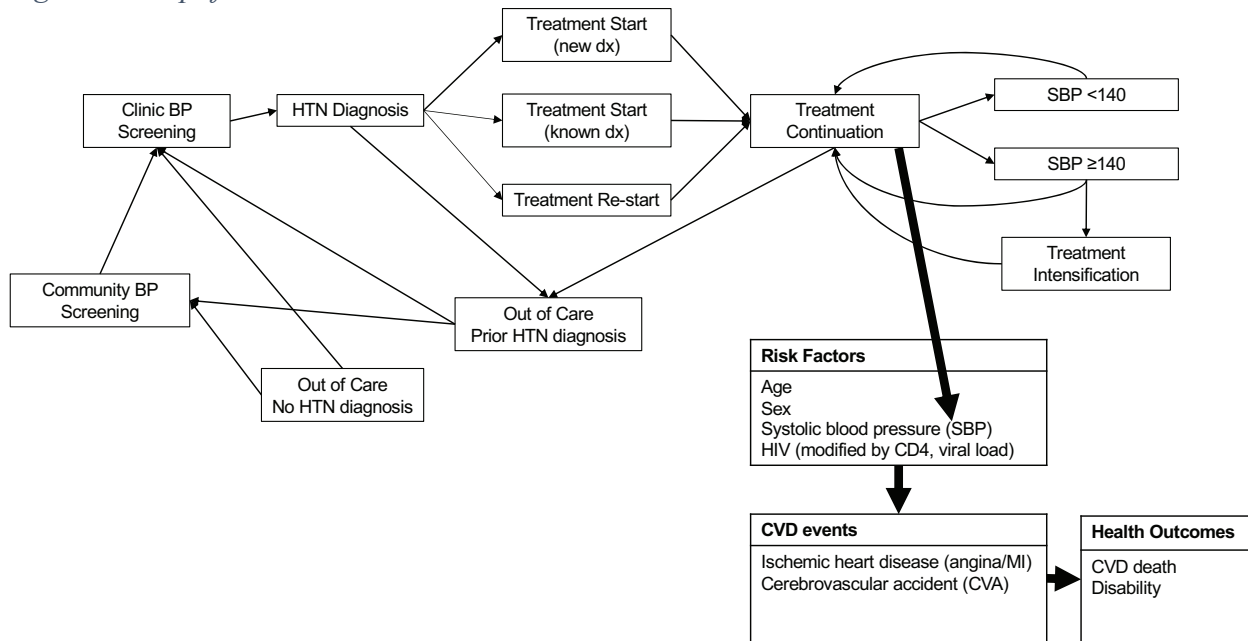 Treatment Start
(new dx)
Clinic BP
Screening
HTN Diagnosis
Treatment Start
(known dx)
Treatment Re-start
Treatment
Continuation
SBP <140
SBP ≥140
Treatment
Intensification
Community BP
Screening
Out of Care
Prior HTN diagnosis
Out of Care
No HTN diagnosis
Risk Factors
Age
Sex
Systolic blood pressure (SBP)
HIV (modified by CD4, viral load)
CVD events
Ischemic heart disease (angina/MI)
Cerebrovascular accident (CVA)
Health Outcomes
CVD death
Disability